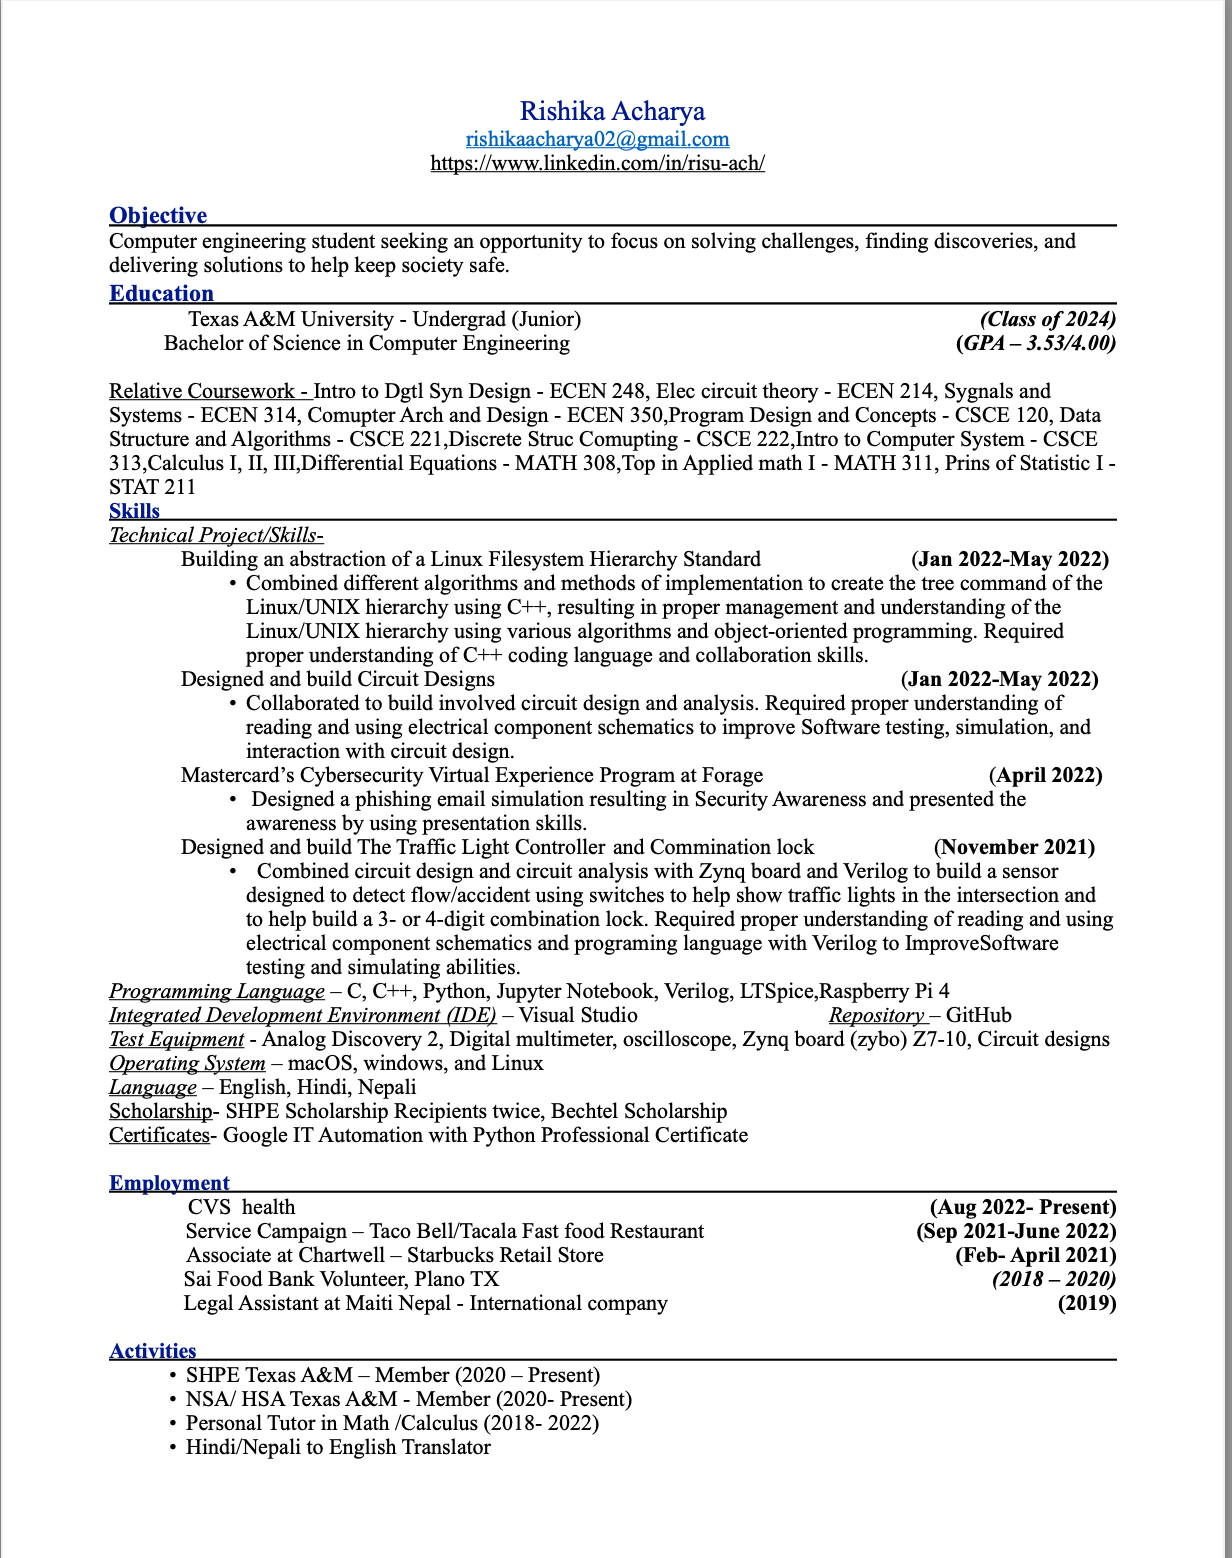 Rishika Acharya
rishikaacharya02@gmail.com
https://www.linkedin.com/in/risu-ach/
Objective
Computer engineering student seeking an opportunity to focus on solving challenges, finding discoveries, and
delivering solutions to help keep society safe.
Education
Texas A&M University - Undergrad (Junior) (Class of 2024)
Bachelor of Science in Computer Engineering (GPA – 3.53/4.00)
Relative Coursework - Intro to Dgtl Syn Design - ECEN 248, Elec circuit theory - ECEN 214, Sygnals and
Systems - ECEN 314, Comupter Arch and Design - ECEN 350,Program Design and Concepts - CSCE 120, Data
Structure and Algorithms - CSCE 221,Discrete Struc Comupting - CSCE 222,Intro to Computer System - CSCE
313,Calculus I, II, III,Differential Equations - MATH 308,Top in Applied math I - MATH 311, Prins of Statistic I -
STAT 211
Skills
Technical Project/Skills-
Building an abstraction of a Linux Filesystem Hierarchy Standard (Jan 2022-May 2022)
• Combined different algorithms and methods of implementation to create the tree command of the
Linux/UNIX hierarchy using C++, resulting in proper management and understanding of the
Linux/UNIX hierarchy using various algorithms and object-oriented programming. Required
proper understanding of C++ coding language and collaboration skills.
Designed and build Circuit Designs (Jan 2022-May 2022)
• Collaborated to build involved circuit design and analysis. Required proper understanding of
reading and using electrical component schematics to improve Software testing, simulation, and
interaction with circuit design.
Mastercard's Cybersecurity Virtual Experience Program at Forage (April 2022)
• Designed a phishing email simulation resulting in Security Awareness and presented the
awareness by using presentation skills.
Designed and build The Traffic Light Controller and Commination lock (November 2021)
• Combined circuit design and circuit analysis with Zynq board and Verilog to build a sensor
designed to detect flow/accident using switches to help show traffic lights in the intersection and
to help build a 3- or 4-digit combination lock. Required proper understanding of reading and using
electrical component schematics and programing language with Verilog to ImproveSoftware
testing and simulating abilities.
Programming Language – C, C++, Python, Jupyter Notebook, Verilog, LTSpice,Raspberry Pi 4
Integrated Development Environment (IDE) – Visual Studio Repository – GitHub
Test Equipment - Analog Discovery 2, Digital multimeter, oscilloscope, Zynq board (zybo) Z7-10, Circuit designs
Operating System – macOS, windows, and Linux
Language – English, Hindi, Nepali
Scholarship- SHPE Scholarship Recipients twice, Bechtel Scholarship
Certificates- Google IT Automation with Python Professional Certificate
Employment
CVS health (Aug 2022- Present)
Service Campaign – Taco Bell/Tacala Fast food Restaurant (Sep 2021-June 2022)
Associate at Chartwell – Starbucks Retail Store (Feb- April 2021)
Sai Food Bank Volunteer, Plano TX (2018 – 2020)
Legal Assistant at Maiti Nepal - International company (2019)
Activities
• SHPE Texas A&M – Member (2020 – Present)
• NSA/ HSA Texas A&M - Member (2020- Present)
• Personal Tutor in Math /Calculus (2018- 2022)
• Hindi/Nepali to English Translator